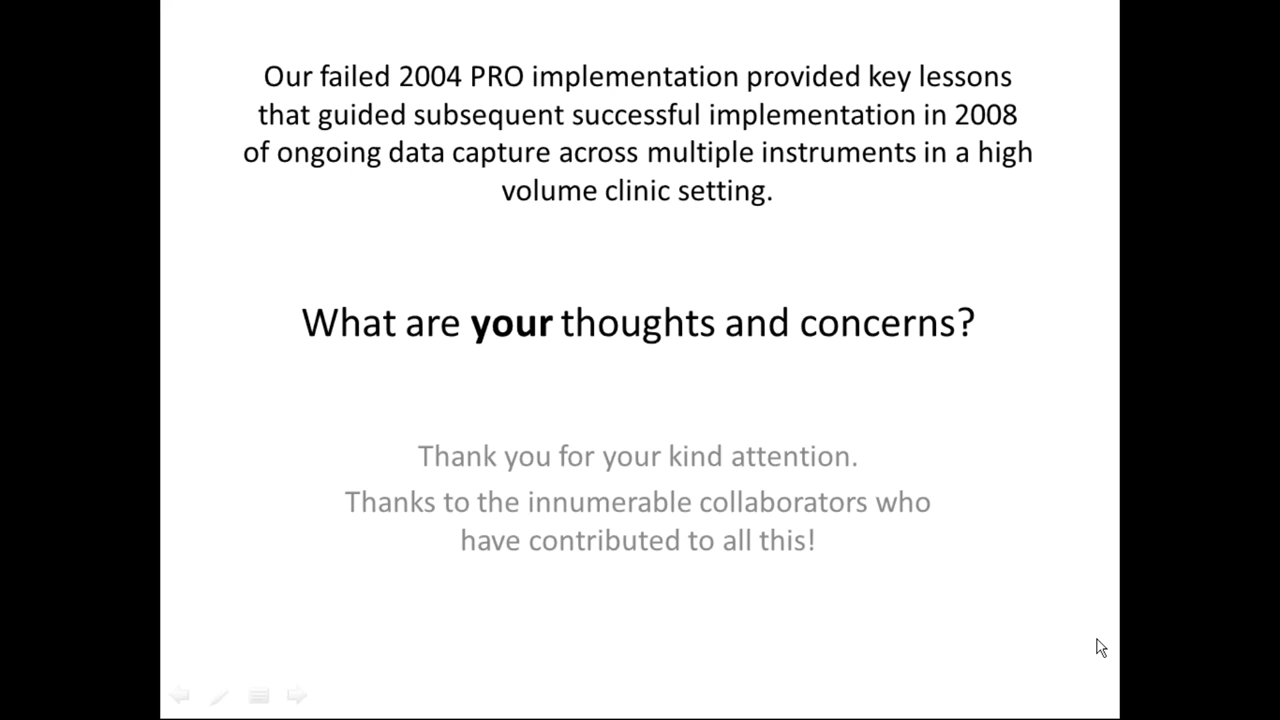 Our failed 2004 PRO implementation provided key lessons
that guided subsequent successful implementation in 2008
of ongoing data capture across multiple instruments in a high
volume clinic setting.
What are your thoughts and concerns?
Thank you for your kind attention.
Thanks to the innumerable collaborators who
have contributed to all this!